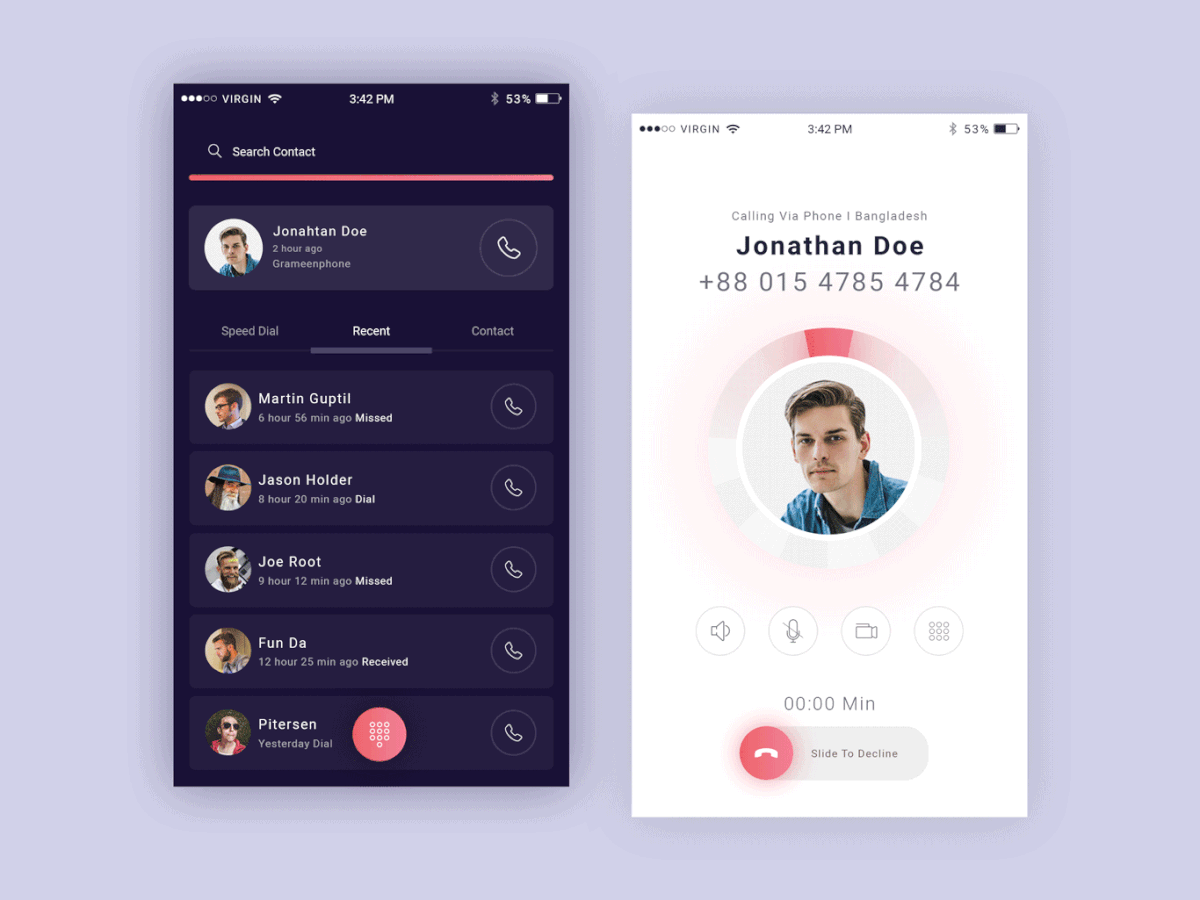 VIRGIN 3:42 PM 53%
Search Contact
Jonahtan Doe
2 hour ago
Grameenphone
Speed Dial Recent Contact
Martin Guptil
6 hour 56 min ago Missed
Jason Holder
8 hour 20 min ago Dial
Joe Root
9 hour 12 min ago Missed
Fun Da
12 hour 25 min ago Received
Pitersen
Yesterday Dial
VIRGIN 3:42 PM 53%
Calling Via Phone I Bangladesh
Jonathan Doe
+88 015 4785 4784
00:00 Min
Slide To Decline